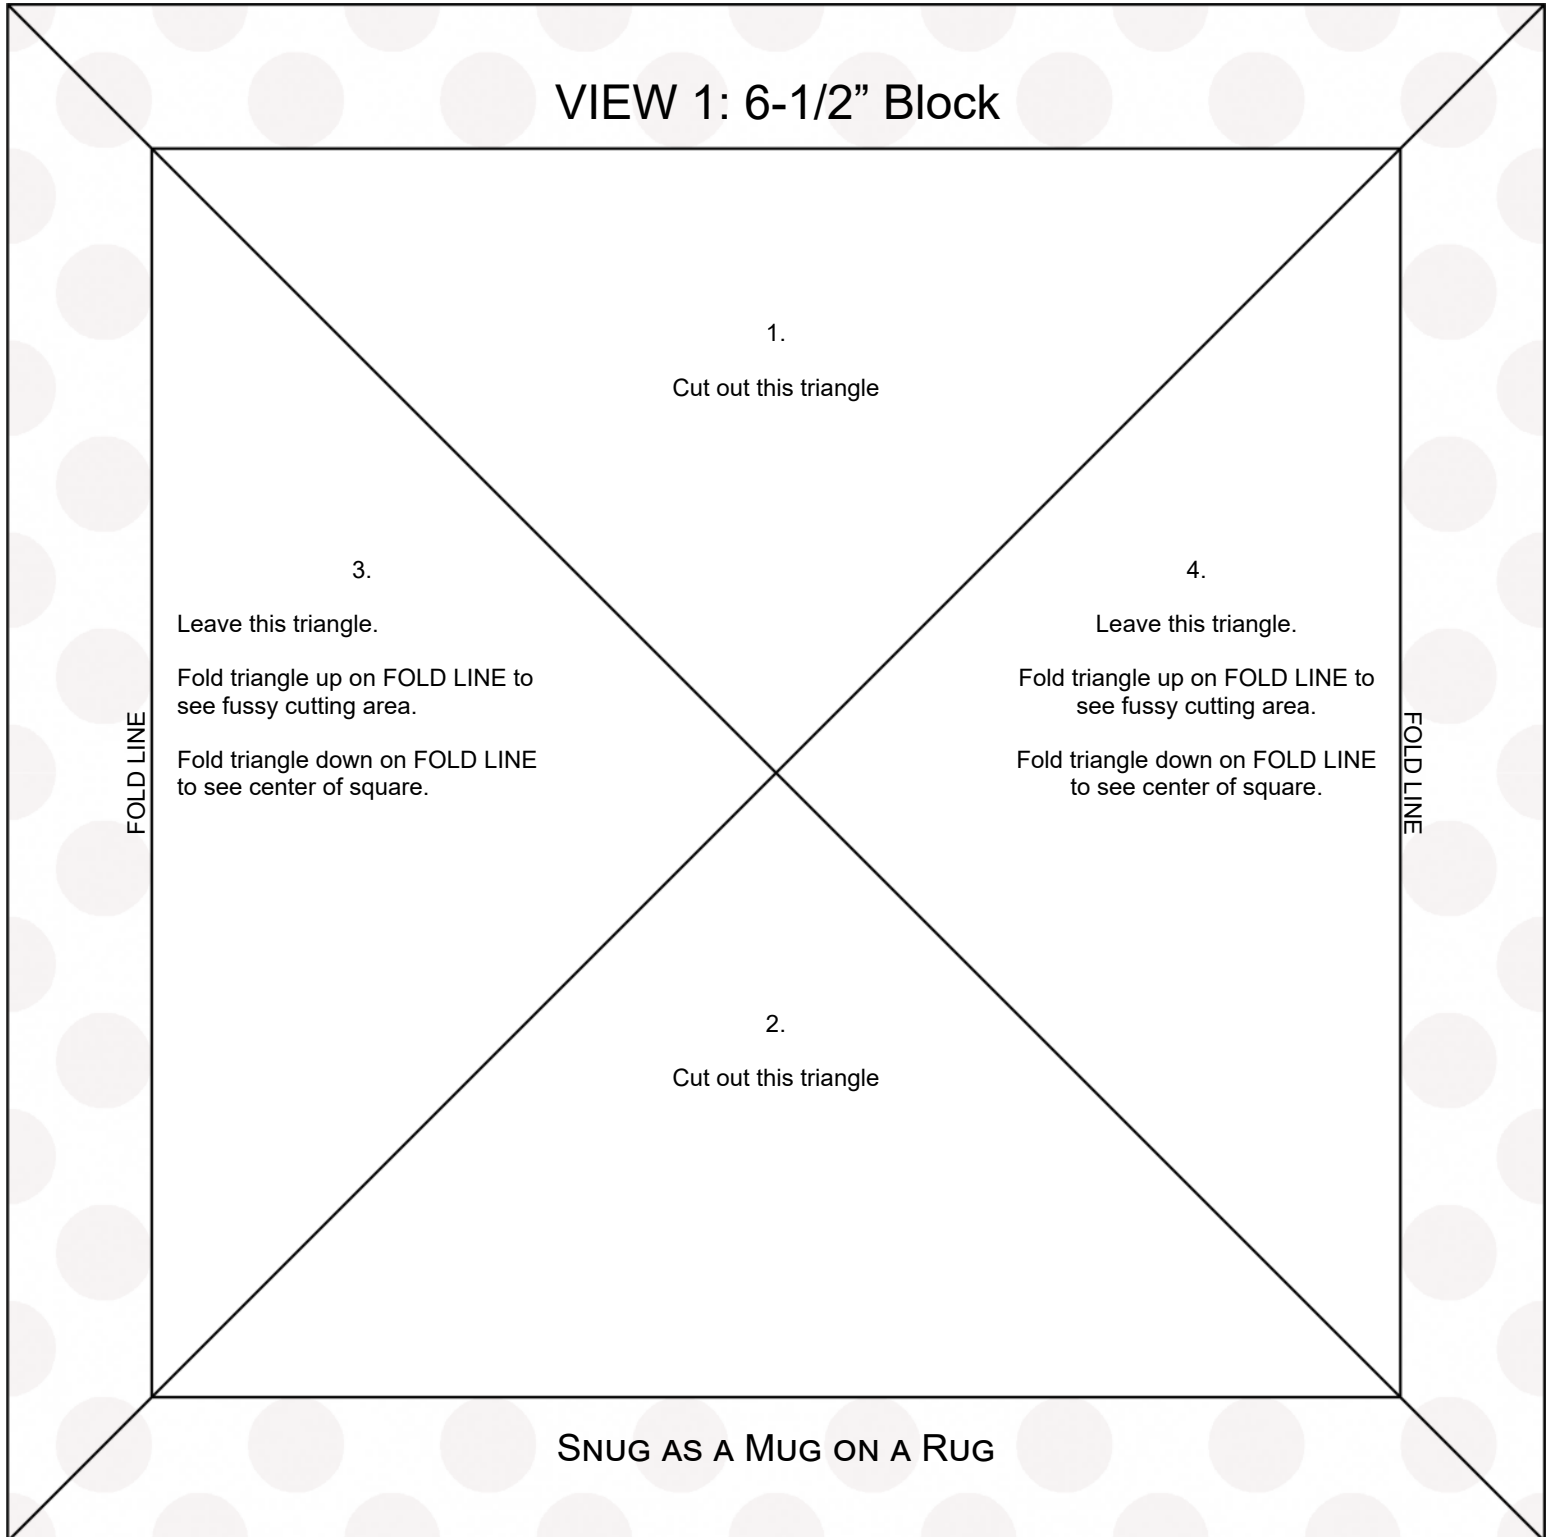 VIEW 1: 6-1/2” Block
1.
Cut out this triangle
3.
Leave this triangle.
Fold triangle up on FOLD LINE to
see fussy cutting area.
Fold triangle down on FOLD LINE
to see center of square.
FOLD LINE
4.
Leave this triangle.
Fold triangle up on FOLD LINE to
see fussy cutting area.
Fold triangle down on FOLD LINE
to see center of square.
FOLD LINE
2.
Cut out this triangle
SNUG AS A MUG ON A RUG